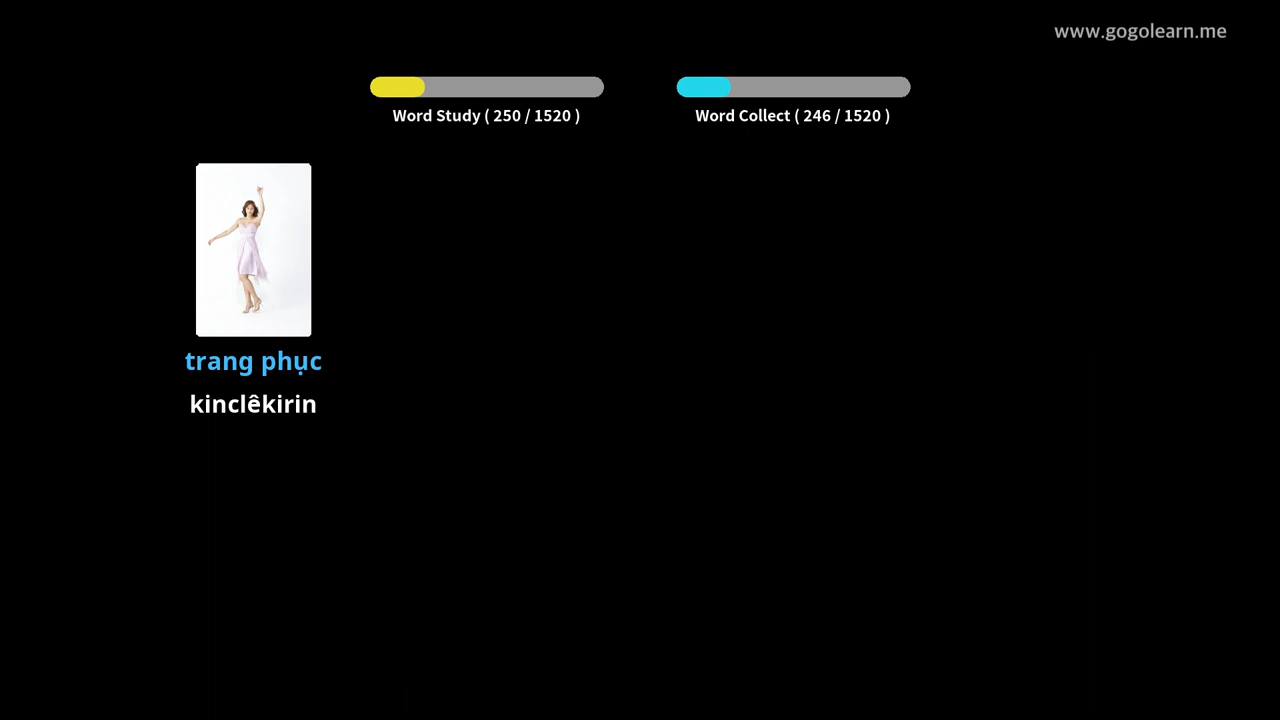 www.gogolearn.me
Word Study ( 250 / 1520 )
Word Collect ( 246 / 1520 )
trang phục
kinclêkirin